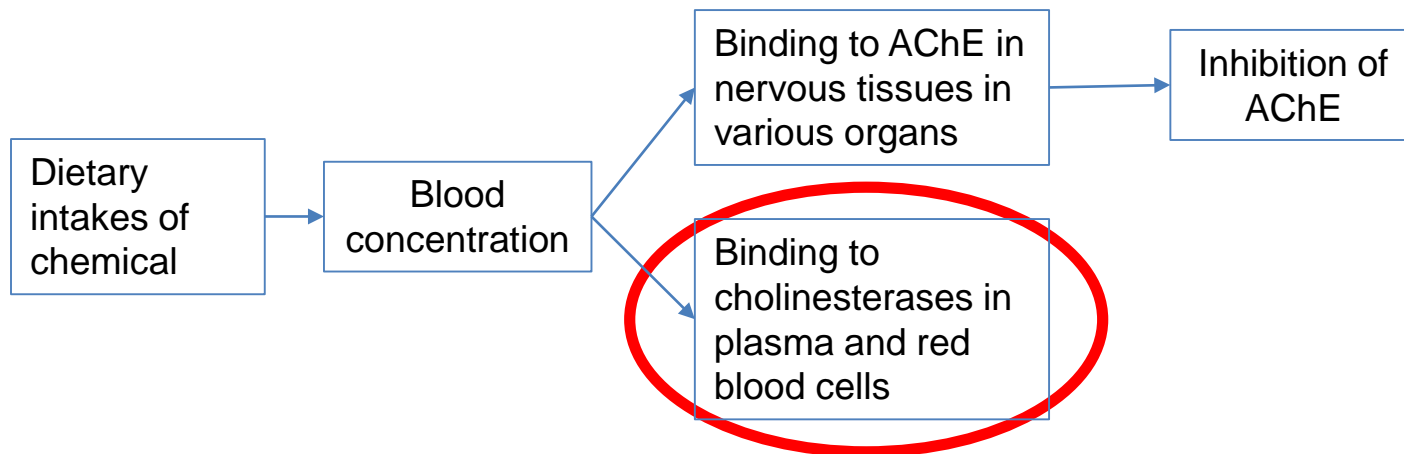 Dietary
intakes of
chemical
Blood
concentration
Binding to AChE in
nervous tissues in
various organs
Inhibition of
AChE
Binding to
cholinesterases in
plasma and red
blood cells